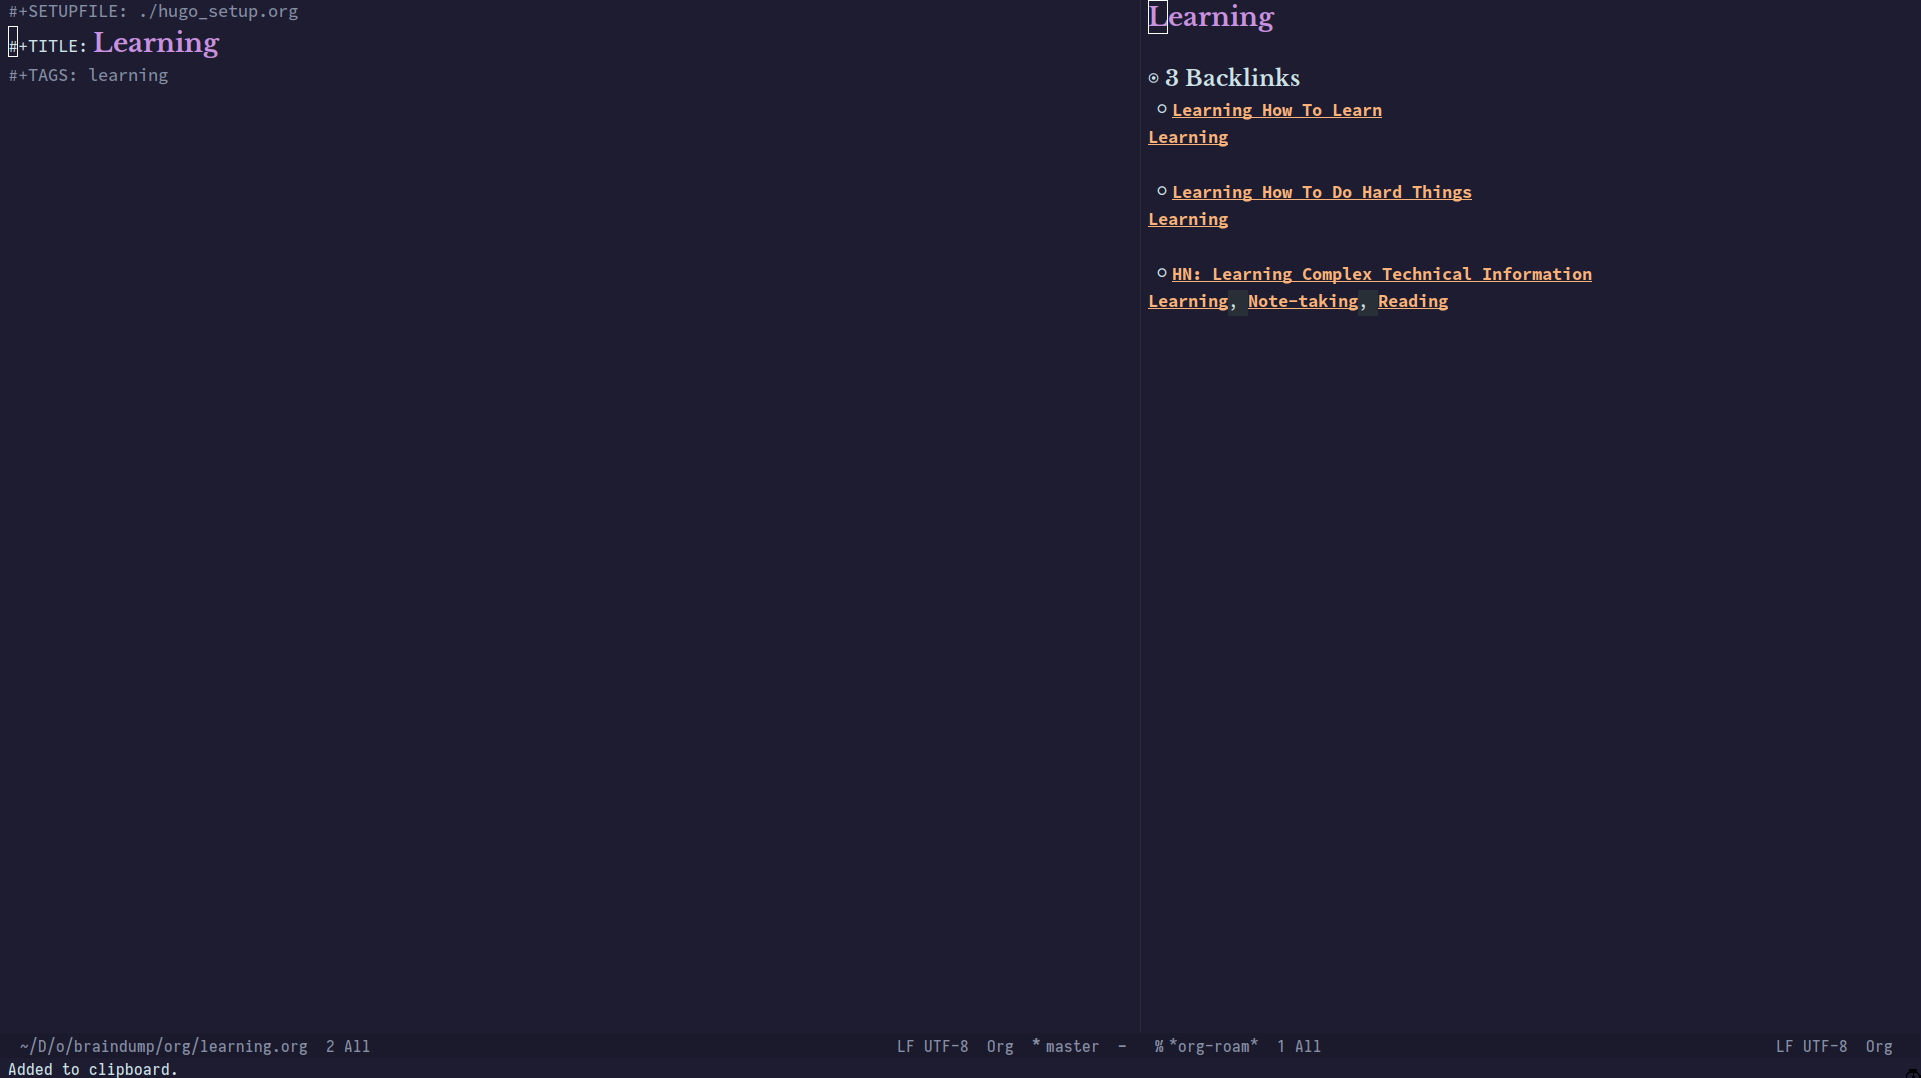 #+SETUPFILE: ./hugo_setup.org
#+TITLE: Learning
#+TAGS: learning
Learning
3 Backlinks
Learning How To Learn
Learning
Learning How To Do Hard Things
Learning
HN: Learning Complex Technical Information
Learning, Note-taking, Reading
~/D/o/braindump/org/learning.org 2 All LF UTF-8 Org *master -
%*org-roam* 1 All LF UTF-8 Org
Added to clipboard.